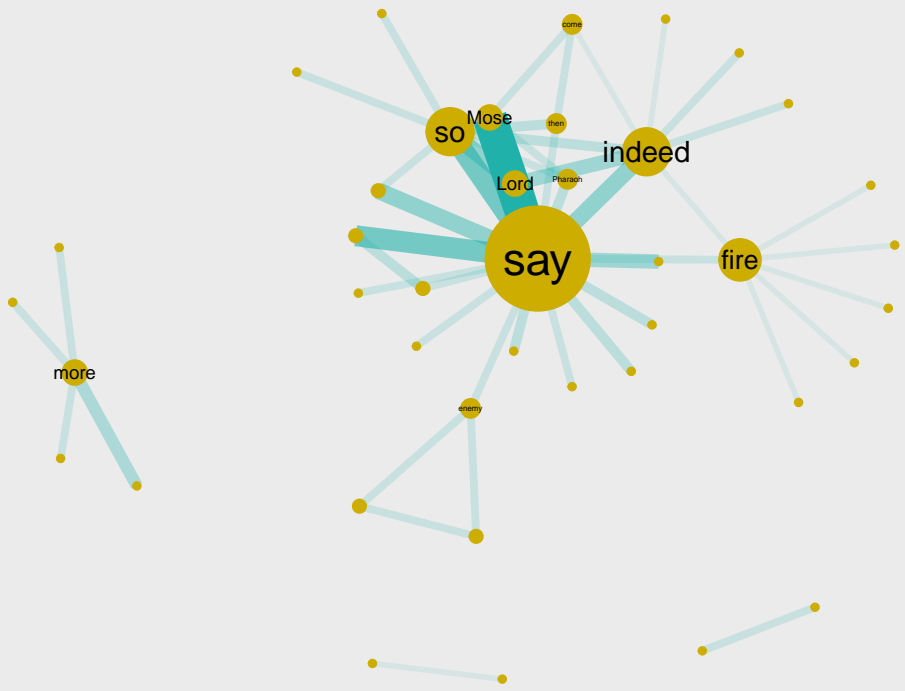 come
Mose
then
so
indeed
Pharaoh
Lord
say
fire
more
enemy